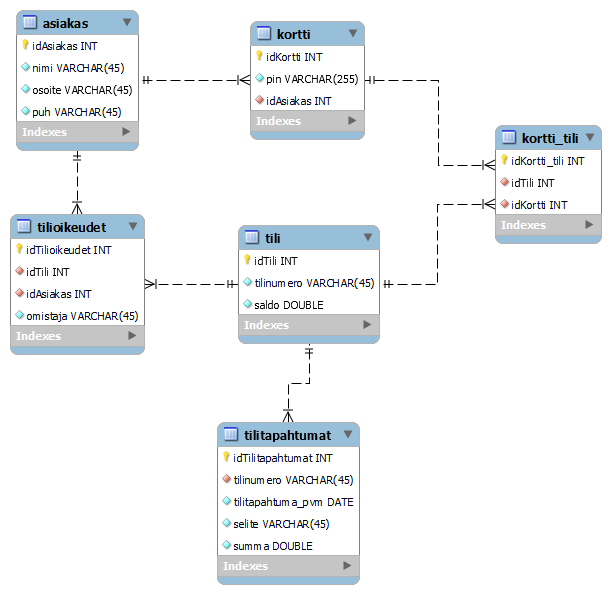 asiakas
idAsiakas INT
nimi VARCHAR(45)
osoite VARCHAR(45)
puh VARCHAR(45)
Indexes
kortti
idKortti INT
pin VARCHAR(255)
idAsiakas INT
Indexes
kortti_tili
idKortti_tili INT
idTili INT
idKortti INT
Indexes
tilioikeudet
idTilioikeudet INT
idTili INT
idAsiakas INT
omistaja VARCHAR(45)
Indexes
tili
idTili INT
tilinumero VARCHAR(45)
saldo DOUBLE
Indexes
tilitapahtumat
idTilitapahtumat INT
tilinumero VARCHAR(45)
tilitapahtuma_pvm DATE
selite VARCHAR(45)
summa DOUBLE
Indexes